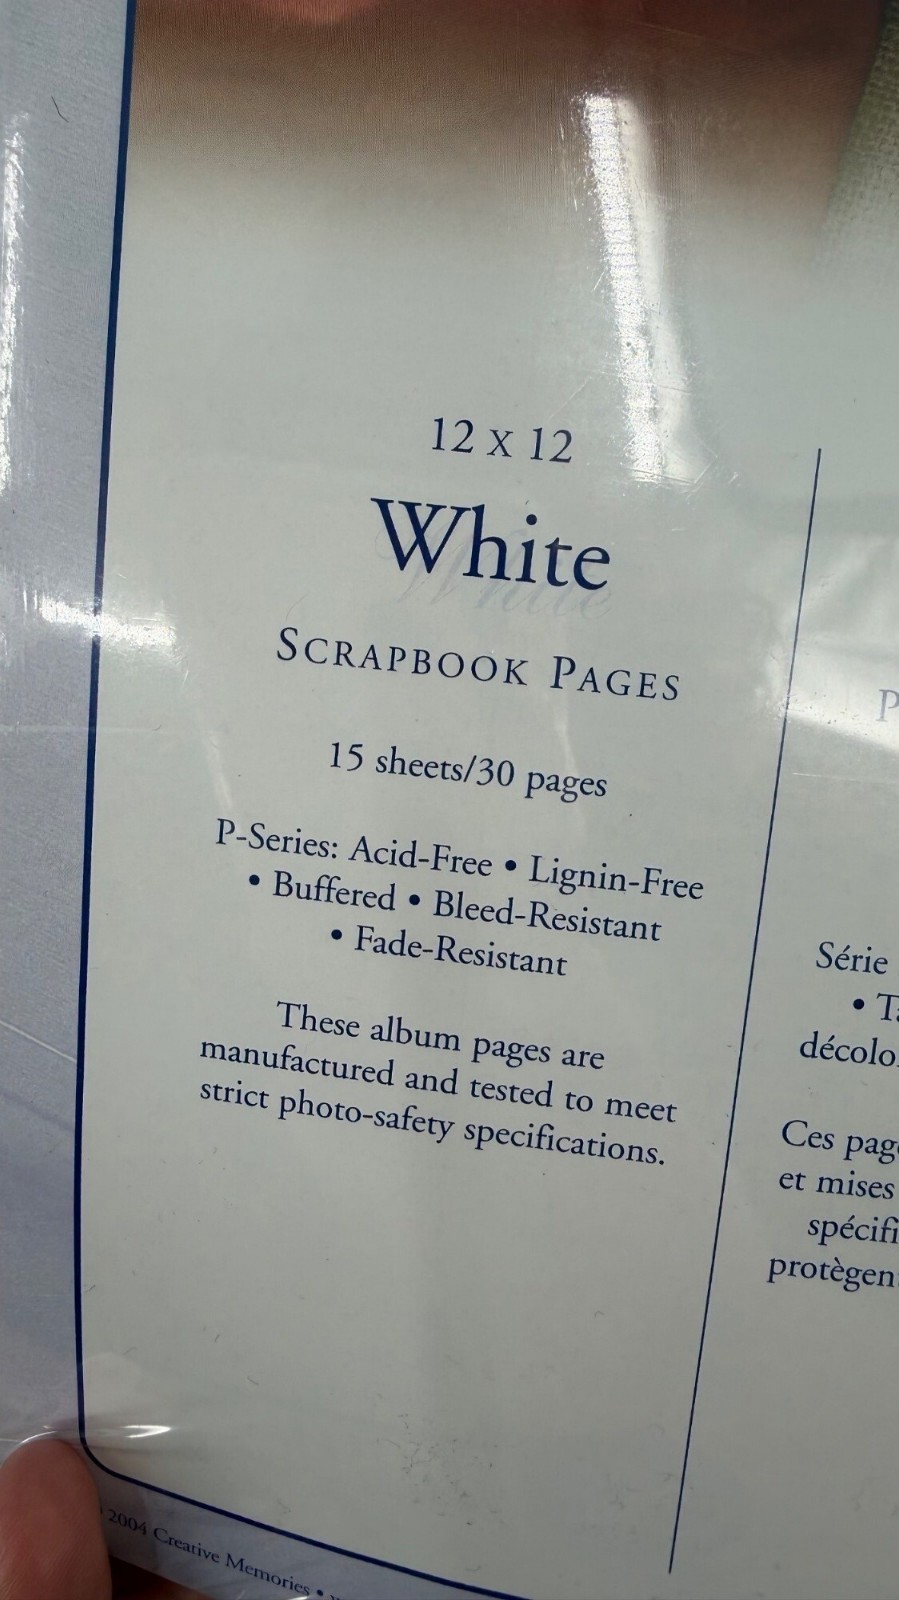 12 x 12
White
SCRAPBOOK PAGES
15 sheets/30 pages
P-Series: Acid-Free • Lignin-Free
• Buffered • Bleed-Resistant
• Fade-Resistant
These album pages are
manufactured and tested to meet
strict photo-safety specifications.
P
Série
•
décolo
Ces pag
et mises
spécifi
protègen
2004 Creative Memories •